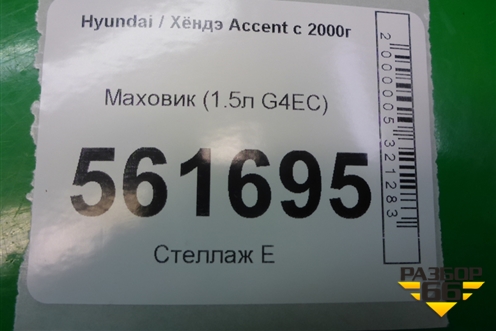 Hyundai / Хёндэ Accent с 2000г
Маховик (1.5л G4EC)
561695
Стеллаж Е
2000005321283
РАЗБОР
66